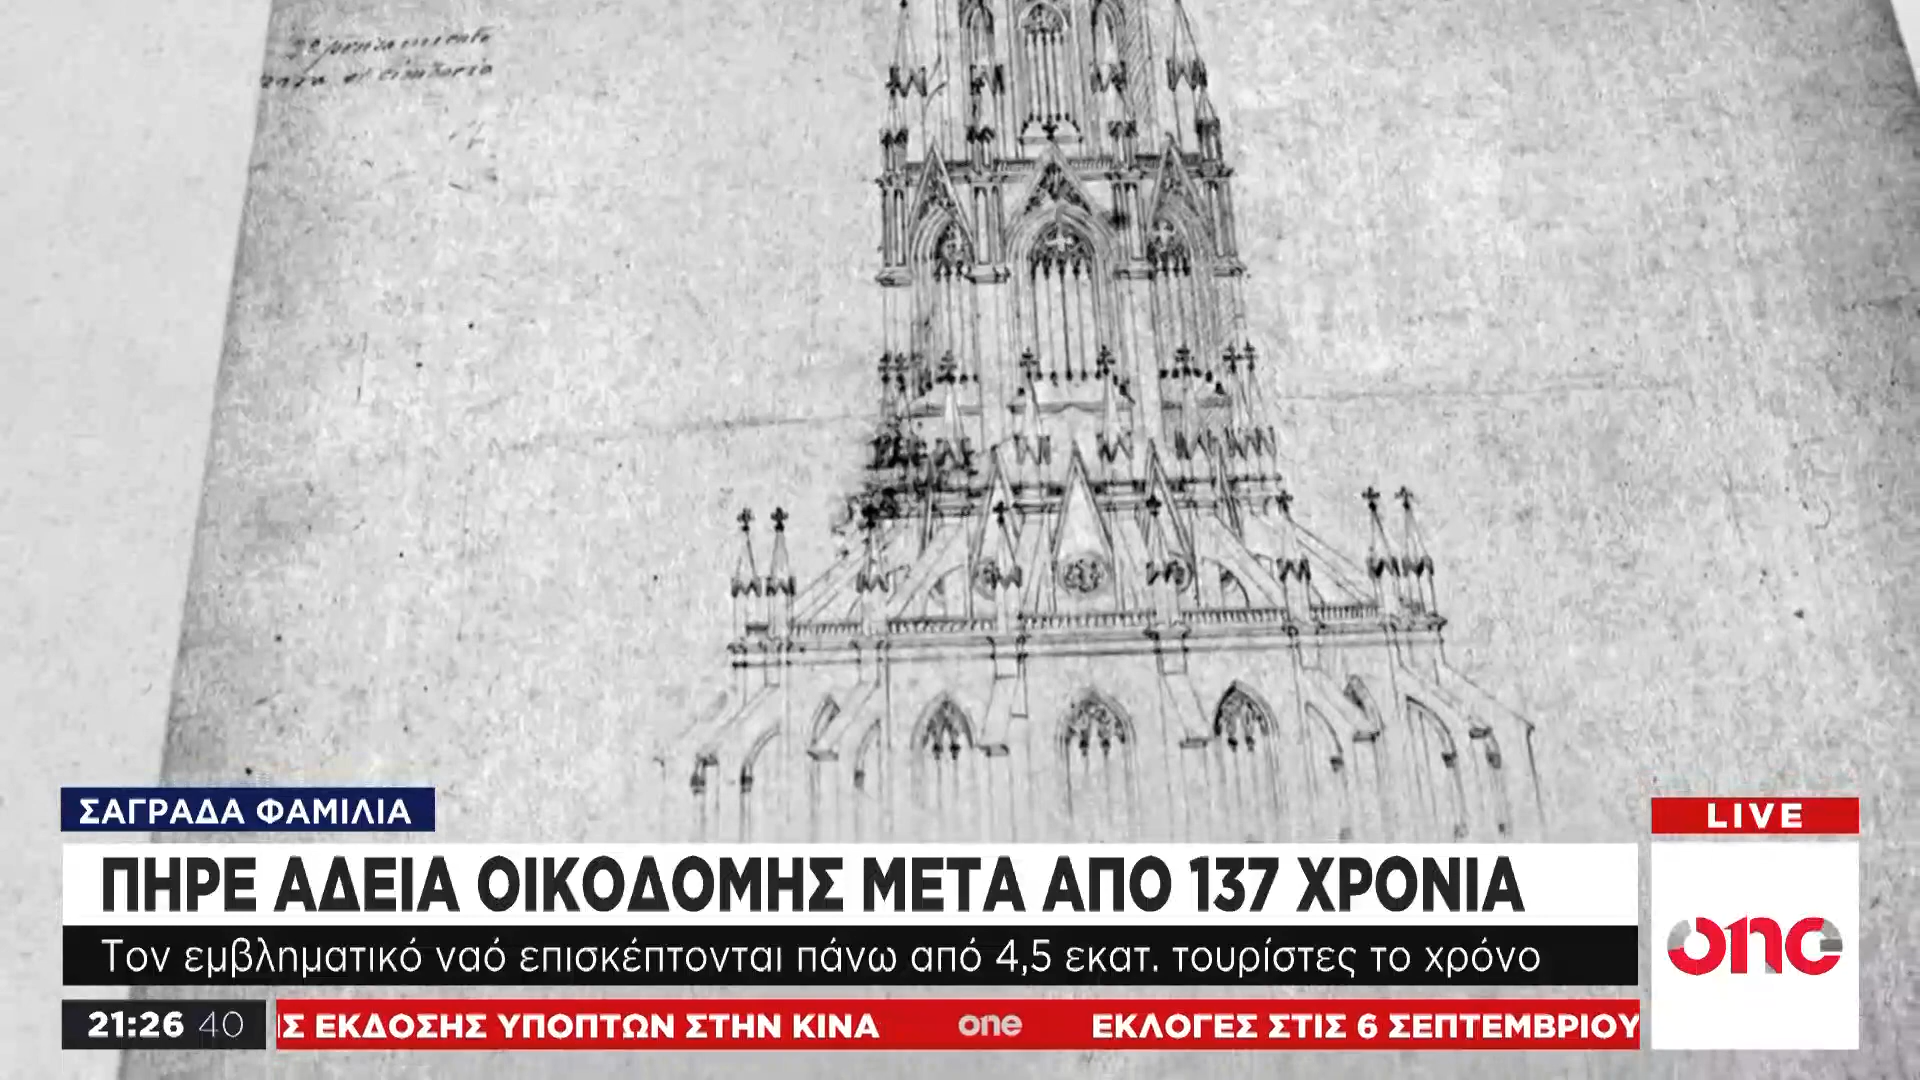 ΣΑΓΡΑΔΑ ΦΑΜΙΛΙΑ
LIVE
ΠΗΡΕ ΑΔΕΙΑ ΟΙΚΟΔΟΜΗΣ ΜΕΤΑ ΑΠΟ 137 ΧΡΟΝΙΑ
Τον εμβληματικό ναό επισκέπτονται πάνω από 4,5 εκατ. τουρίστες το χρόνο
one
21:26 40
ΙΣ ΕΚΔΟΣΗΣ ΥΠΟΠΤΩΝ ΣΤΗΝ ΚΙΝΑ one ΕΚΛΟΓΕΣ ΣΤΙΣ 6 ΣΕΠΤΕΜΒΡΙΟΥ